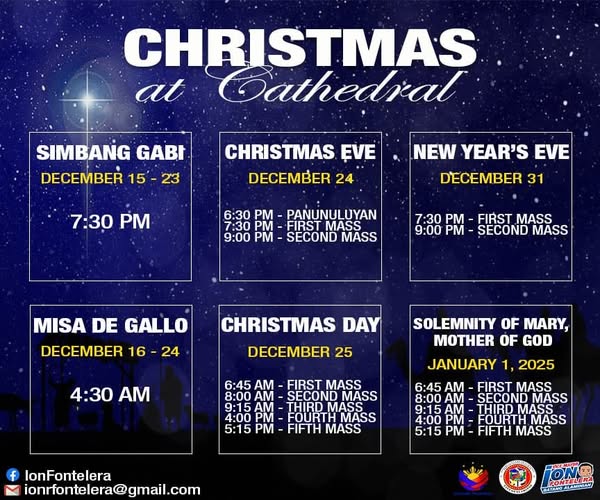 CHRISTMAS
at Cathedral
SIMBANG GABI
DECEMBER 15 - 23
7:30 PM
CHRISTMAS EVE
DECEMBER 24
6:30 PM - PANUNULUYAN
7:30 PM - FIRST MASS
9:00 PM - SECOND MASS
NEW YEAR'S EVE
DECEMBER 31
7:30 PM - FIRST MASS
9:00 PM - SECOND MASS
MISA DE GALLO
DECEMBER 16 - 24
4:30 AM
CHRISTMAS DAY
DECEMBER 25
6:45 AM - FIRST MASS
8:00 AM - SECOND MASS
9:15 AM - THIRD MASS
4:00 PM - FOURTH MASS
5:15 PM - FIFTH MASS
SOLEMNITY OF MARY,
MOTHER OF GOD
JANUARY 1, 2025
6:45 AM - FIRST MASS
8:00 AM - SECOND MASS
9:15 AM - THIRD MASS
4:00 PM - FOURTH MASS
5:15 PM - FIFTH MASS
IonFontelera
ionrfontelera@gmail.com
ION
FONTELERA
BATANG ALAMINIAN